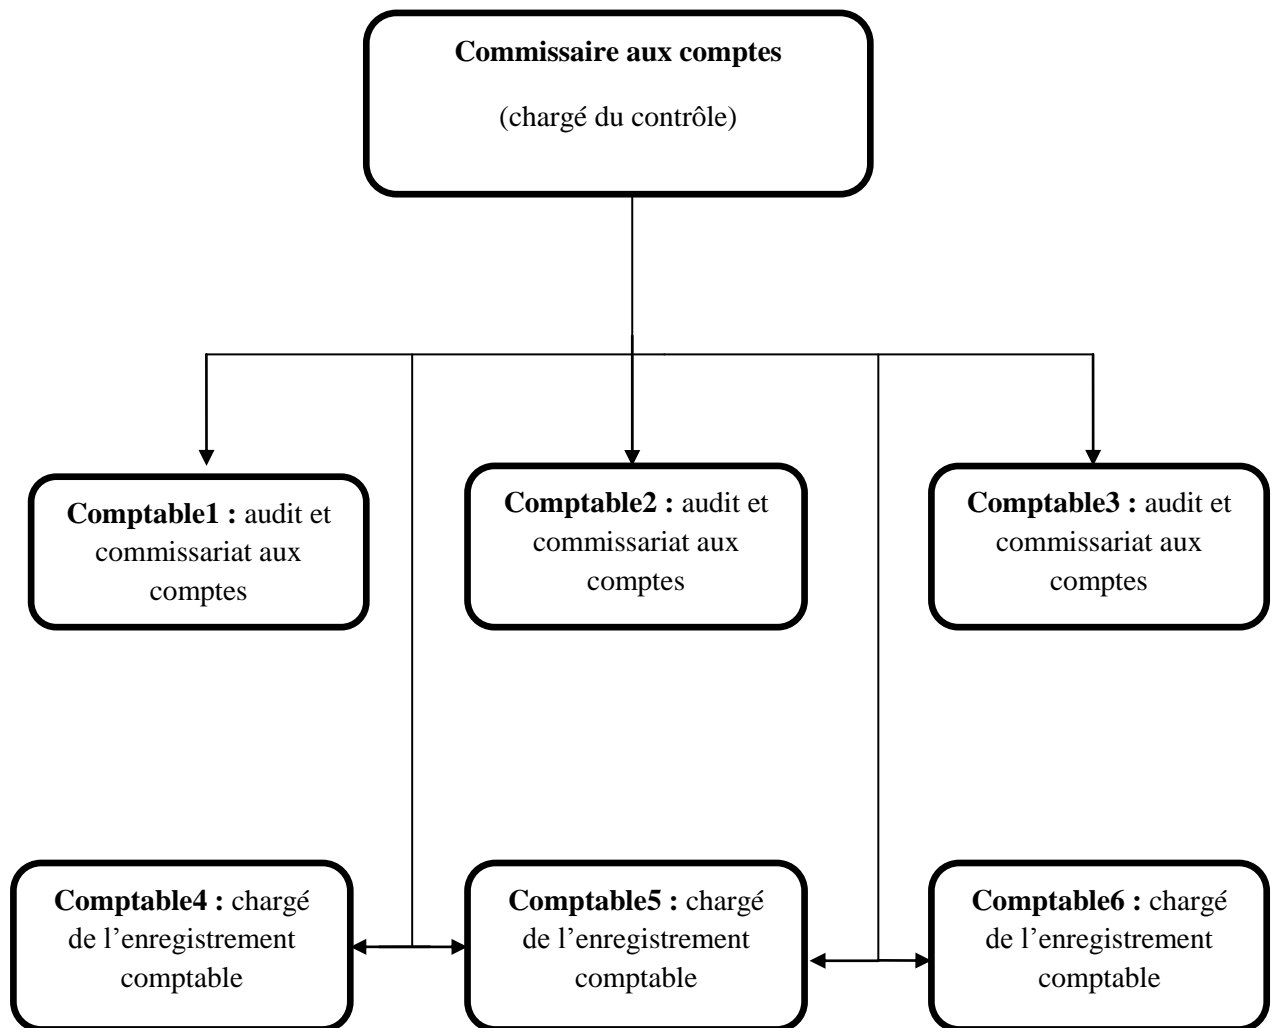 Commissaire aux comptes
(chargé du contrôle)
Comptable1 : audit et
commissariat aux
comptes
Comptable2 : audit et
commissariat aux
comptes
Comptable3 : audit et
commissariat aux
comptes
Comptable4 : chargé
de l’enregistrement
comptable
Comptable5 : chargé
de l’enregistrement
comptable
Comptable6 : chargé
de l’enregistrement
comptable